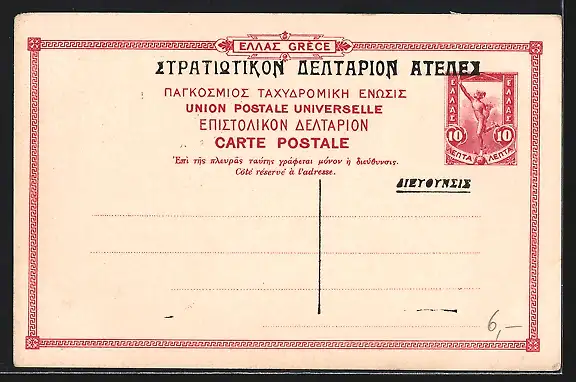 ΕΛΛΑΣ GRÈCE
ΣΤΡΑΤΙΩΤΙΚΟΝ ΔΕΛΤΑΡΙΟΝ ΑΤΕΛΕΣ
ΠΑΓΚΟΣΜΙΟΣ ΤΑΧΥΔΡΟΜΙΚΗ ΕΝΩΣΙΣ
UNION POSTALE UNIVERSELLE
ΕΠΙΣΤΟΛΙΚΟΝ ΔΕΛΤΑΡΙΟΝ
CARTE POSTALE
Ἐπὶ τῆς πλευρᾶς ταύτης γράφεται μόνον ἡ διεύθυνσις.
Côté réservé à l'adresse.
ΕΛΛΑΣ ΕΛΛΑΣ
10 10
ΛΕΠΤΑ ΛΕΠΤΑ
ΔΙΕΥΘΥΝΣΙΣ
6,–